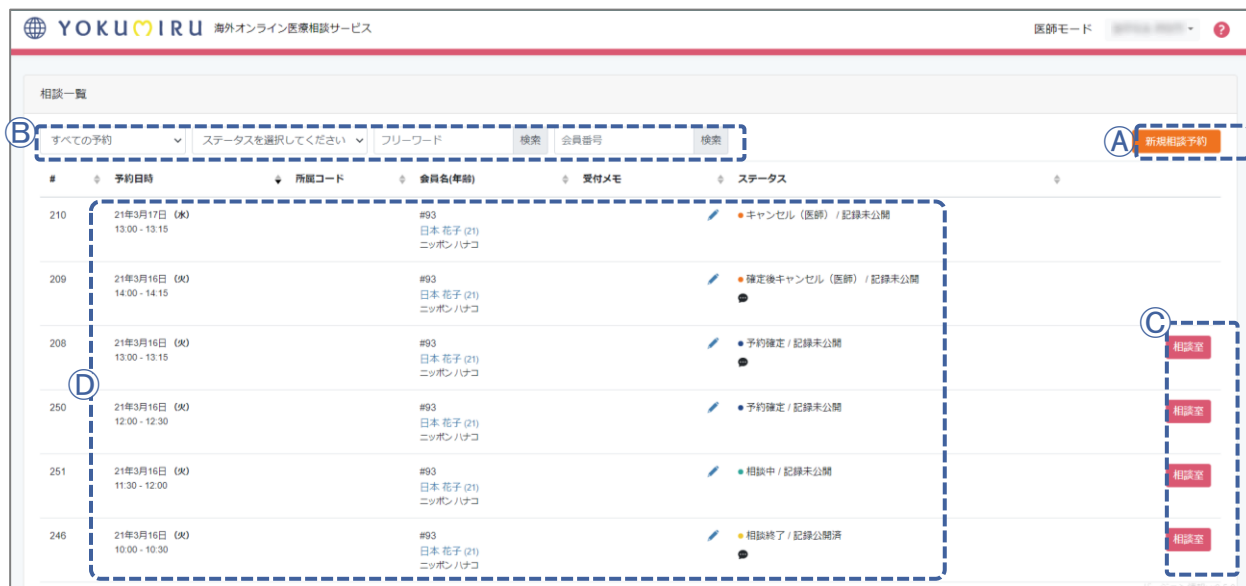 YOKUMIRU 海外オンライン医療相談サービス 医師モード ?
相談一覧
Ⓑ すべての予約 ステータスを選択してください フリーワード 検索 会員番号 検索 Ⓐ 新規相談予約
# 予約日時 所属コード 会員名(年齢) 受付メモ ステータス
210 21年3月17日 (水) #93 キャンセル（医師） / 記録未公開
13:00 - 13:15 日本 花子 (21)
ニッポン ハナコ
209 21年3月16日 (火) #93 確定後キャンセル（医師） / 記録未公開
14:00 - 14:15 日本 花子 (21)
ニッポン ハナコ
Ⓒ
208 21年3月16日 (火) #93 予約確定 / 記録未公開 相談室
13:00 - 13:15 日本 花子 (21)
ニッポン ハナコ
Ⓓ
250 21年3月16日 (火) #93 予約確定 / 記録未公開 相談室
12:00 - 12:30 日本 花子 (21)
ニッポン ハナコ
251 21年3月16日 (火) #93 相談中 / 記録未公開 相談室
11:30 - 12:00 日本 花子 (21)
ニッポン ハナコ
246 21年3月16日 (火) #93 相談終了 / 記録公開済 相談室
10:00 - 10:30 日本 花子 (21)
ニッポン ハナコ